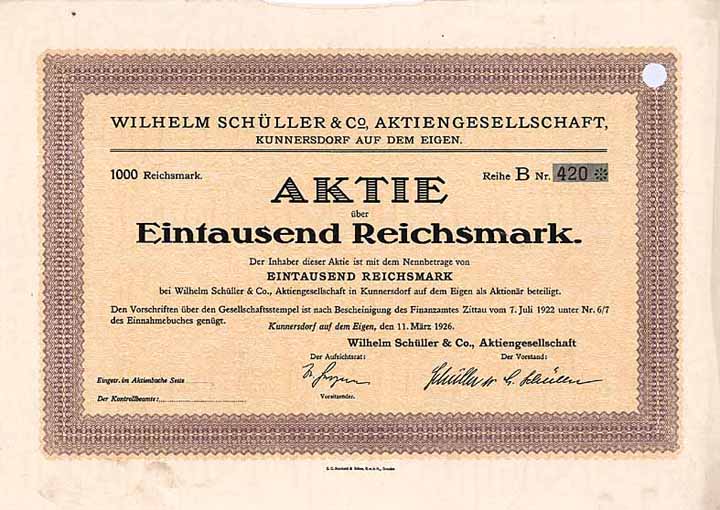 WILHELM SCHÜLLER & Co, AKTIENGESELLSCHAFT,
KUNNERSDORF AUF DEM EIGEN.
1000 Reichsmark.
Reihe B Nr. 420 ※
AKTIE
über
Eintausend Reichsmark.
Der Inhaber dieser Aktie ist mit dem Nennbetrage von
EINTAUSEND REICHSMARK
bei Wilhelm Schüller & Co., Aktiengesellschaft in Kunnersdorf auf dem Eigen als Aktionär beteiligt.
Den Vorschriften über den Gesellschaftsstempel ist nach Bescheinigung des Finanzamtes Zittau vom 7. Juli 1922 unter Nr. 6/7
des Einnahmebuches genügt.
Kunnersdorf auf dem Eigen, den 11. März 1926.
Wilhelm Schüller & Co., Aktiengesellschaft
Der Aufsichtsrat:
Der Vorstand:
Schüller
Schüller
Vorsitzender.
Eingetr. im Aktienbuche Seite
Der Kontrollbeamte: